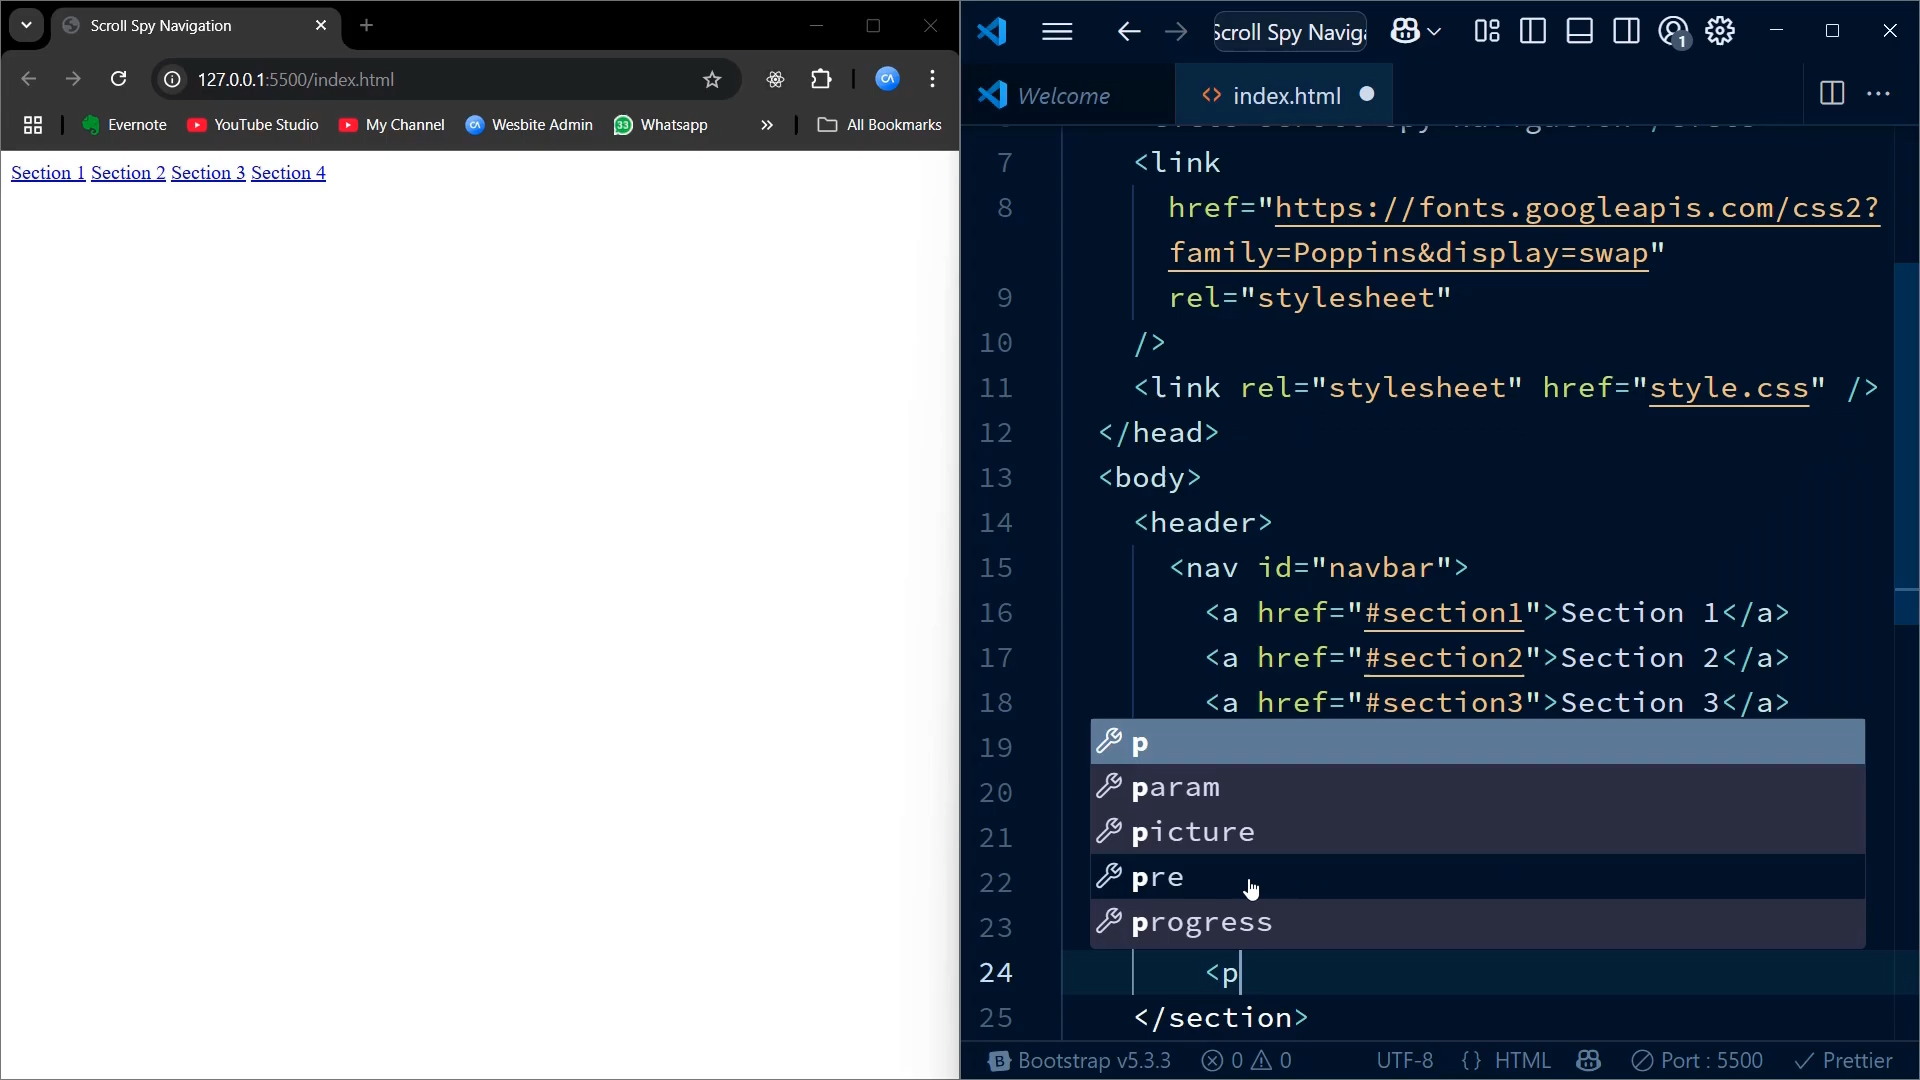 Scroll Spy Navigation
127.0.0.1:5500/index.html
Evernote
YouTube Studio
My Channel
Wesbite Admin
33
Whatsapp
All Bookmarks
Section 1 Section 2 Section 3 Section 4
Scroll Spy Naviga
1
Welcome
index.html
7 <link
8 href="https://fonts.googleapis.com/css2?
family=Poppins&display=swap"
9 rel="stylesheet"
10 />
11 <link rel="stylesheet" href="style.css" />
12 </head>
13 <body>
14 <header>
15 <nav id="navbar">
16 <a href="#section1">Section 1</a>
17 <a href="#section2">Section 2</a>
18 <a href="#section3">Section 3</a>
19 p
20 param
21 picture
22 pre
23 progress
24 <p
25 </section>
B Bootstrap v5.3.3 0 0 UTF-8 {} HTML Port : 5500 Prettier